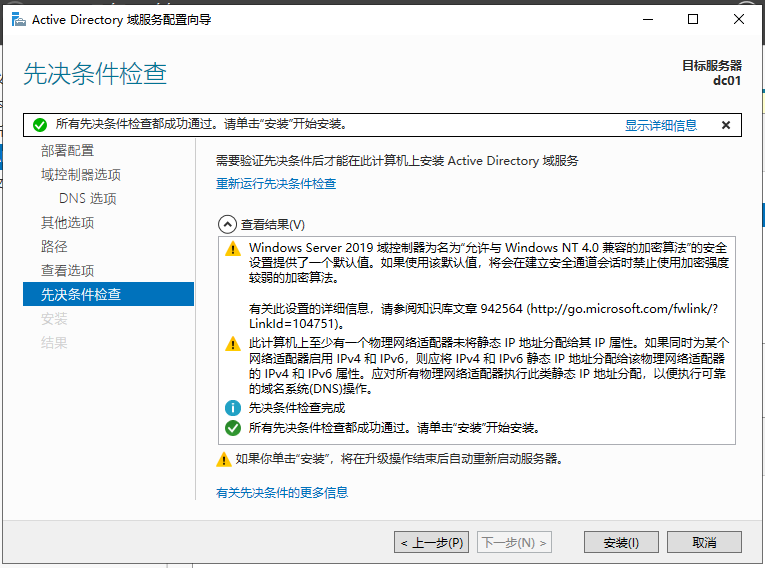 Active Directory 域服务配置向导
先决条件检查
目标服务器
dc01
所有先决条件检查都成功通过。请单击“安装”开始安装。
显示详细信息
部署配置
域控制器选项
DNS 选项
其他选项
路径
查看选项
先决条件检查
安装
结果
需要验证先决条件后才能在此计算机上安装 Active Directory 域服务
重新运行先决条件检查
查看结果(V)
Windows Server 2019 域控制器为名为“允许与 Windows NT 4.0 兼容的加密算法”的安全
设置提供了一个默认值。如果使用该默认值，将会在建立安全通道会话时禁止使用加密强度
较弱的加密算法。
有关此设置的详细信息，请参阅知识库文章 942564 (http://go.microsoft.com/fwlink/?
LinkId=104751)。
此计算机上至少有一个物理网络适配器未将静态 IP 地址分配给其 IP 属性。如果同时为某个
网络适配器启用 IPv4 和 IPv6，则应将 IPv4 和 IPv6 静态 IP 地址分配给该物理网络适配器
的 IPv4 和 IPv6 属性。应对所有物理网络适配器执行此类静态 IP 地址分配，以便执行可靠
的域名系统(DNS)操作。
先决条件检查完成
所有先决条件检查都成功通过。请单击“安装”开始安装。
如果你单击“安装”，将在升级操作结束后自动重新启动服务器。
有关先决条件的更多信息
< 上一步(P)
下一步(N) >
安装(I)
取消